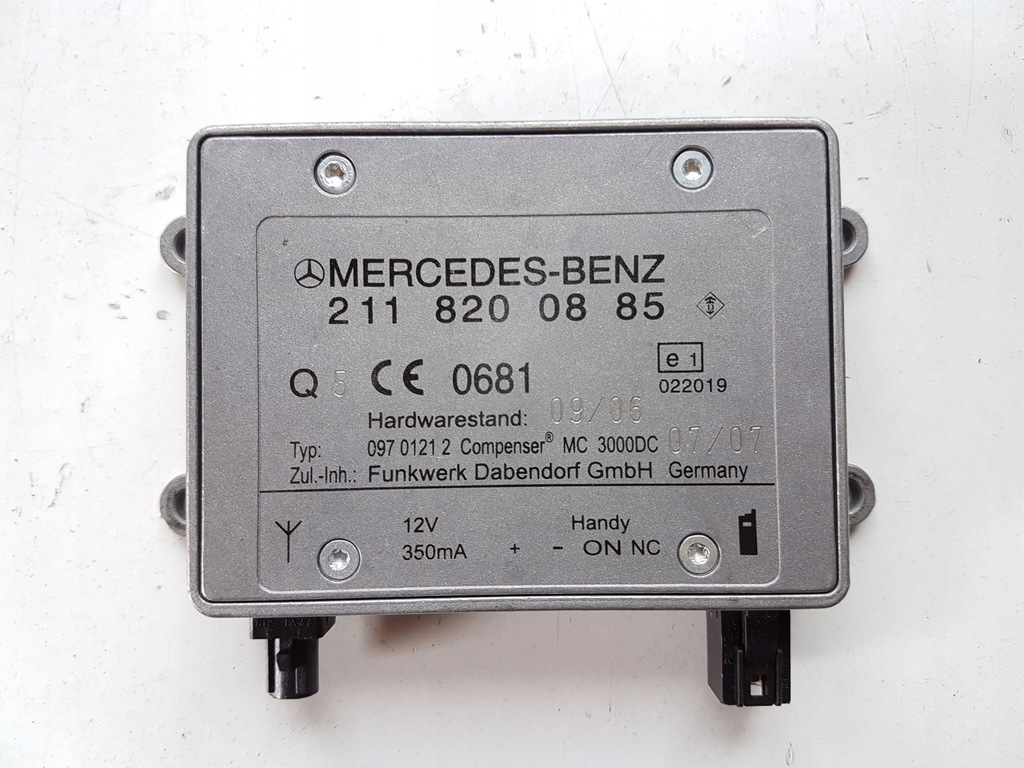 MERCEDES-BENZ
211 820 08 85
Q 5 CE 0681
e 1
022019
Hardwarestand: 09/06
Typ: 097 0121 2 Compenser® MC 3000DC 07/07
Zul.-Inh.: Funkwerk Dabendorf GmbH Germany
12V Handy
350mA + - ON NC